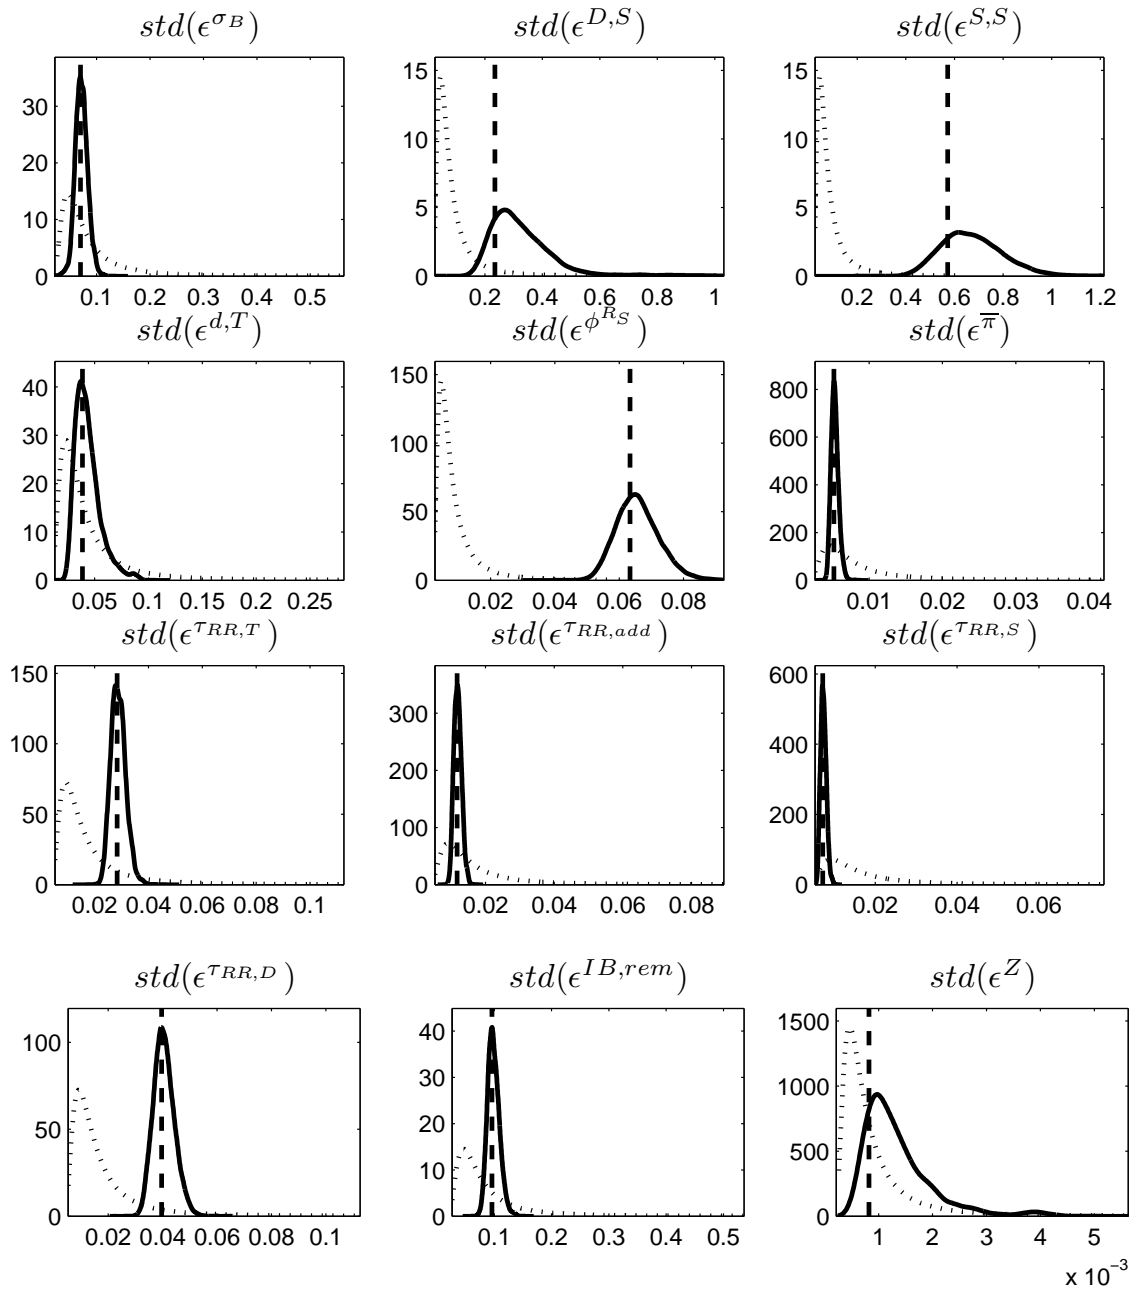 std(ϵ^{σ_B}) std(ϵ^{D,S}) std(ϵ^{S,S})
30 20 10 0
0.1 0.2 0.3 0.4 0.5
15 10 5 0
0.2 0.4 0.6 0.8 1
15 10 5 0
0.2 0.4 0.6 0.8 1 1.2
std(ϵ^{d,T}) std(ϵ^{φ^{R_S}}) std(ϵ^{\overline{π}})
40 30 20 10 0
0.05 0.1 0.15 0.2 0.25
150 100 50 0
0.02 0.04 0.06 0.08
800 600 400 200 0
0.01 0.02 0.03 0.04
std(ϵ^{τ_{RR,T}}) std(ϵ^{τ_{RR,add}}) std(ϵ^{τ_{RR,S}})
150 100 50 0
0.02 0.04 0.06 0.08 0.1
300 200 100 0
0.02 0.04 0.06 0.08
600 400 200 0
0.02 0.04 0.06
std(ϵ^{τ_{RR,D}}) std(ϵ^{IB,rem}) std(ϵ^{Z})
100 50 0
0.02 0.04 0.06 0.08 0.1
40 30 20 10 0
0.1 0.2 0.3 0.4 0.5
1500 1000 500 0
1 2 3 4 5
x 10^{−3}